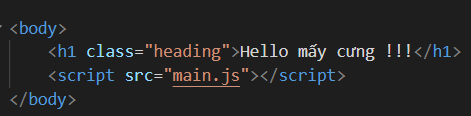 <body>
<h1 class="heading">Hello mấy cưng !!!</h1>
<script src="main.js"></script>
</body>